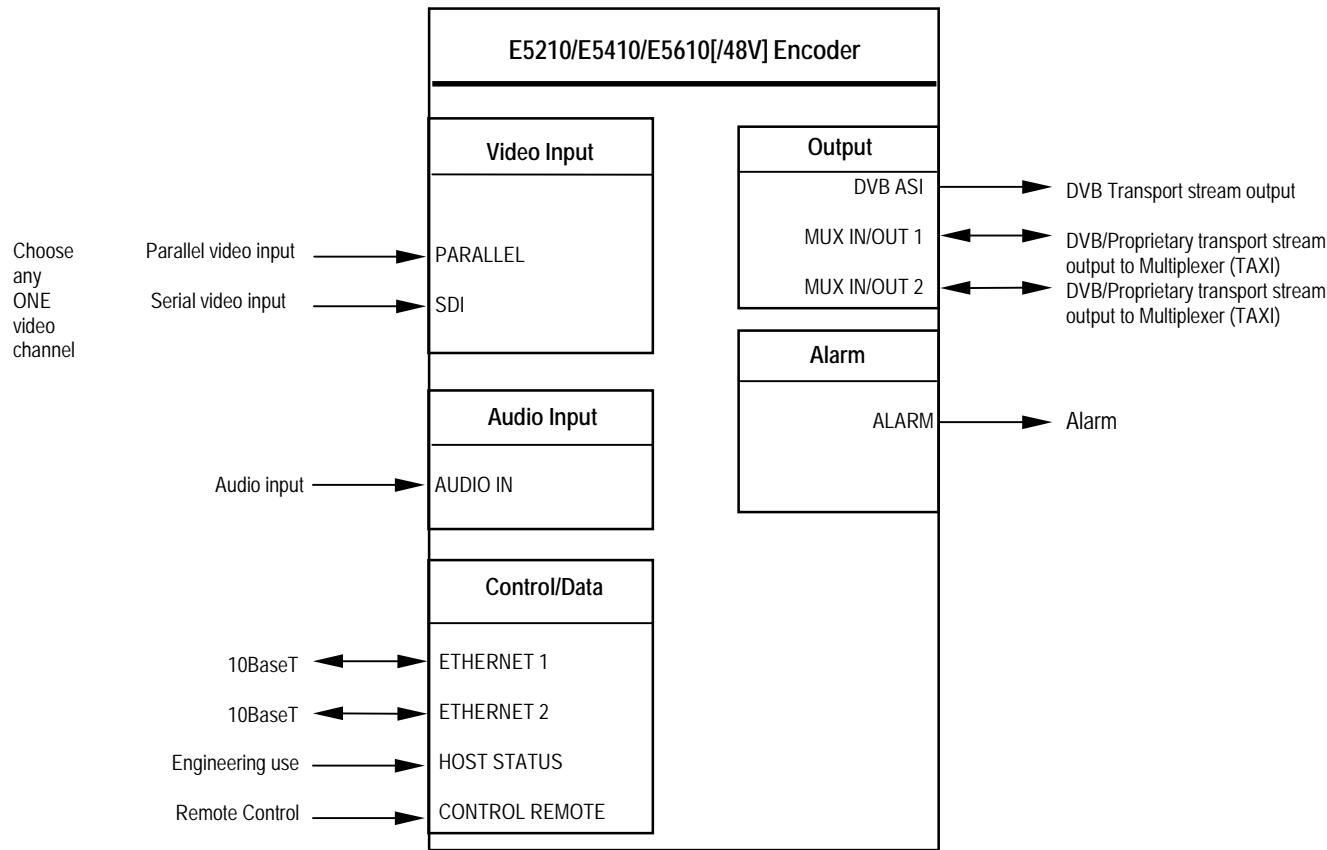 E5210/E5410/E5610[/48V] Encoder
Video Input
Choose
any
ONE
video
channel
Parallel video input
PARALLEL
Serial video input
SDI
Audio Input
Audio input
AUDIO IN
Control/Data
10BaseT
ETHERNET 1
10BaseT
ETHERNET 2
Engineering use
HOST STATUS
Remote Control
CONTROL REMOTE
Output
DVB ASI
DVB Transport stream output
MUX IN/OUT 1
DVB/Proprietary transport stream
output to Multiplexer (TAXI)
MUX IN/OUT 2
DVB/Proprietary transport stream
output to Multiplexer (TAXI)
Alarm
ALARM
Alarm